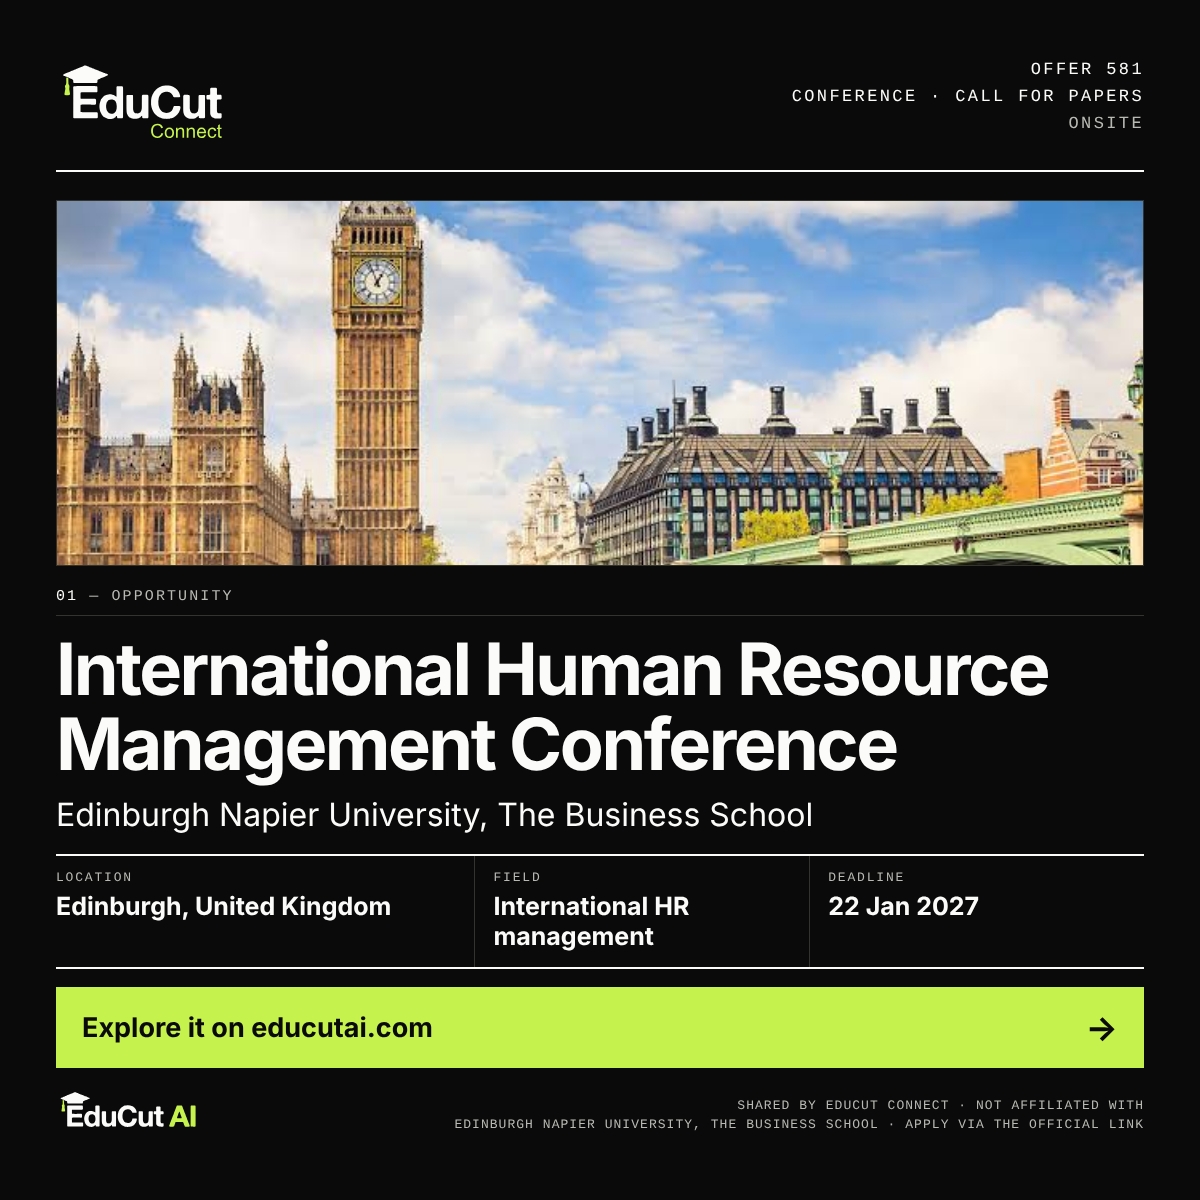 EduCut
Connect
OFFER 581
CONFERENCE · CALL FOR PAPERS
ONSITE
01 — OPPORTUNITY
International Human Resource
Management Conference
Edinburgh Napier University, The Business School
LOCATION
Edinburgh, United Kingdom
FIELD
International HR
management
DEADLINE
22 Jan 2027
Explore it on educutai.com →
EduCut AI
SHARED BY EDUCUT CONNECT · NOT AFFILIATED WITH
EDINBURGH NAPIER UNIVERSITY, THE BUSINESS SCHOOL · APPLY VIA THE OFFICIAL LINK